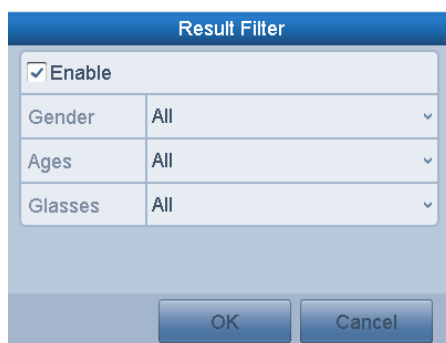 Result Filter
Enable
Gender All
Ages All
Glasses All
OK Cancel